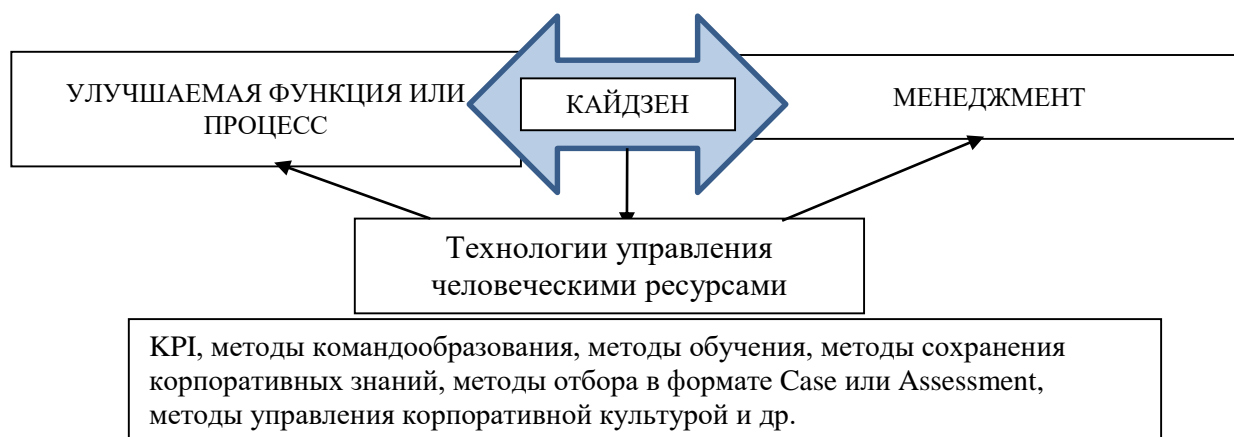 УЛУЧШАЕМАЯ ФУНКЦИЯ ИЛИ
ПРОЦЕСС
КАЙДЗЕН
МЕНЕДЖМЕНТ
Технологии управления
человеческими ресурсами
KPI, методы командообразования, методы обучения, методы сохранения
корпоративных знаний, методы отбора в формате Case или Assessment,
методы управления корпоративной культурой и др.